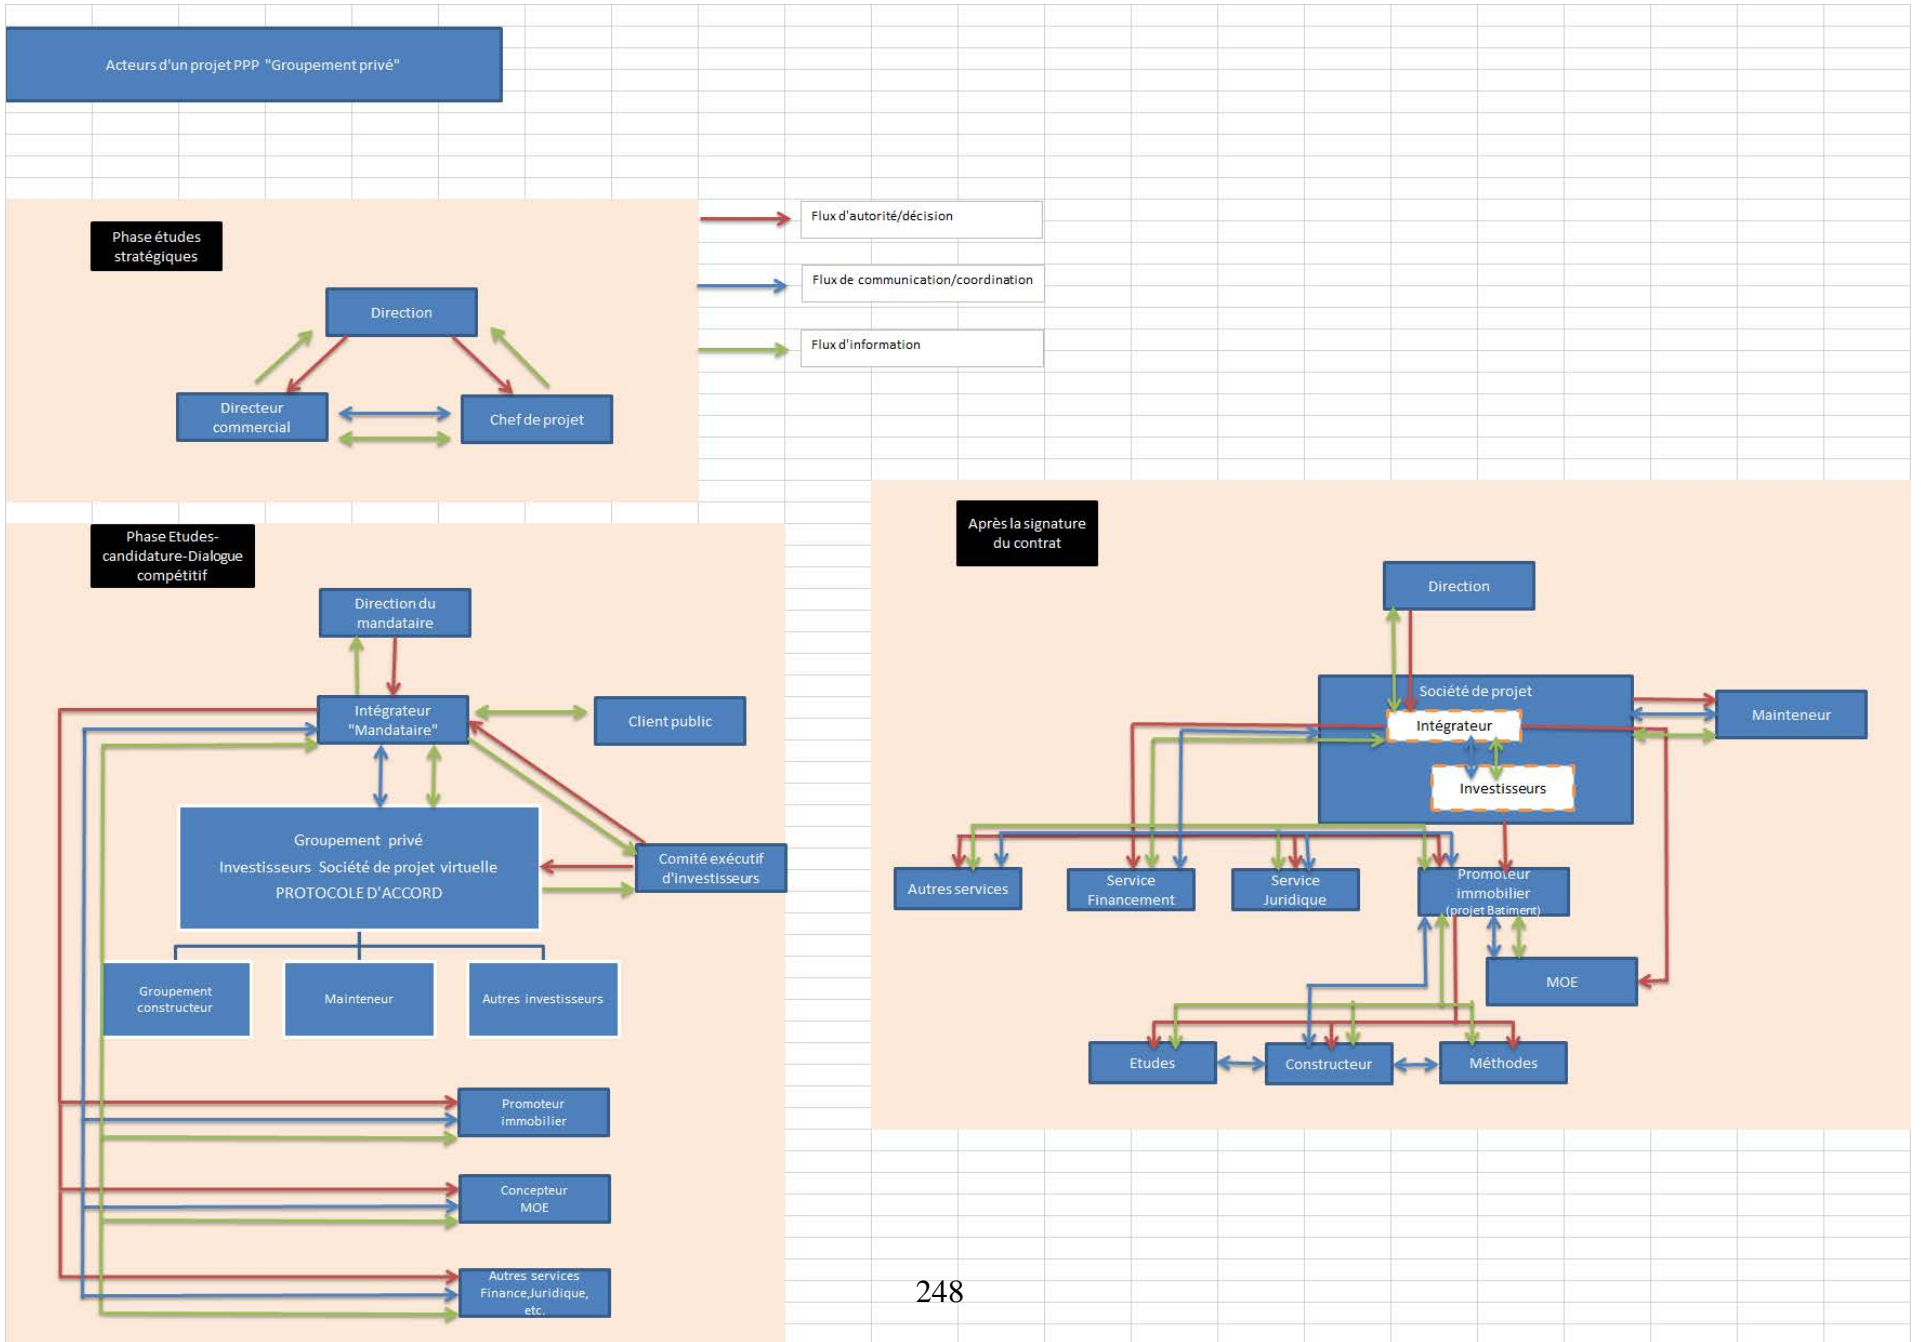 Acteurs d'un projet PPP "Groupement privé"
Phase études
stratégiques
Flux d'autorité/décision
Flux de communication/coordination
Flux d'information
Direction
Directeur
commercial
Chef de projet
Phase Etudes-
candidature-Dialogue
compétitif
Direction du
mandataire
Intégrateur
"Mandataire"
Client public
Groupement privé
Investisseurs Société de projet virtuelle
PROTOCOLE D'ACCORD
Comité exécutif
d'investisseurs
Groupement
constructeur
Mainteneur
Autres investisseurs
Promoteur
immobilier
Concepteur
MOE
Autres services
Finance,Juridique,
etc.
Après la signature
du contrat
Direction
Société de projet
Intégrateur
Investisseurs
Mainteneur
Autres services
Service
Financement
Service
Juridique
Promoteur
immobilier
(projet Batiment)
MOE
Etudes
Constructeur
Méthodes
248